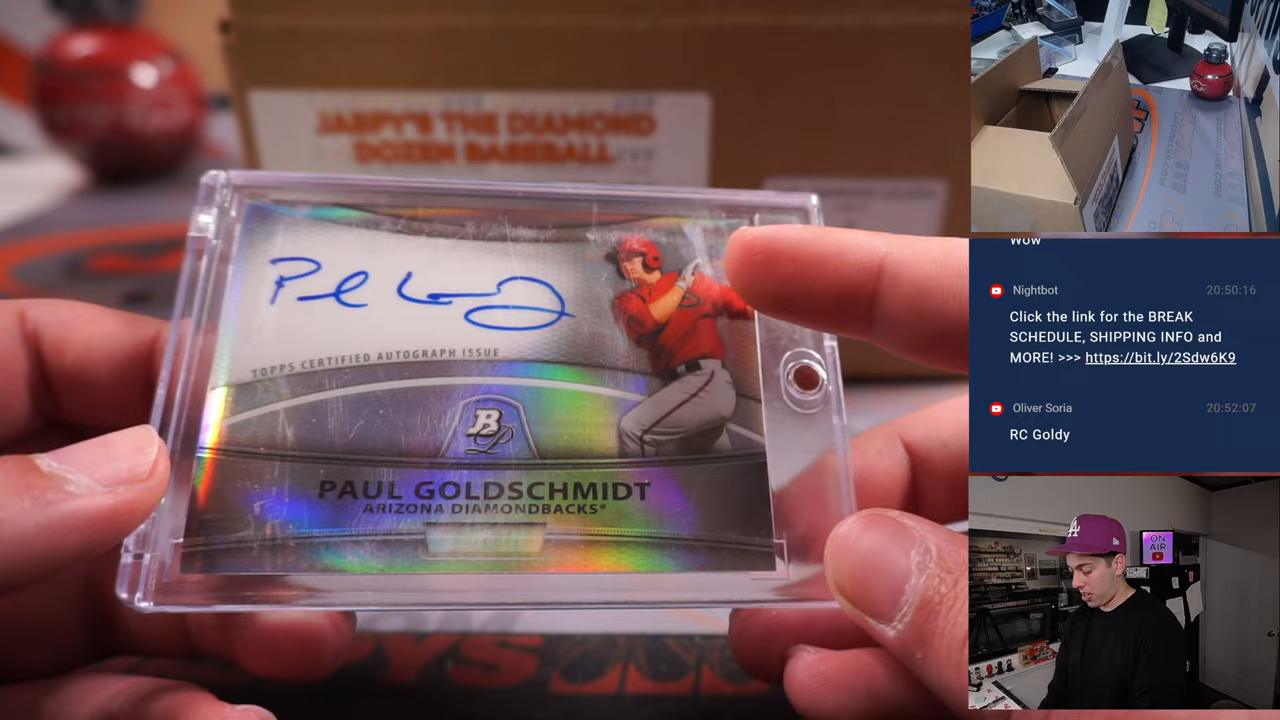 JASPY'S THE DIAMOND
DOZEN BASEBALL
Paul G
TOPPS CERTIFIED AUTOGRAPH ISSUE
BP
PAUL GOLDSCHMIDT
ARIZONA DIAMONDBACKS®
Wow
Nightbot 20:50:16
Click the link for the BREAK
SCHEDULE, SHIPPING INFO and
MORE! >>> https://bit.ly/2Sdw6K9
Oliver Soria 20:52:07
RC Goldy
ON
AIR